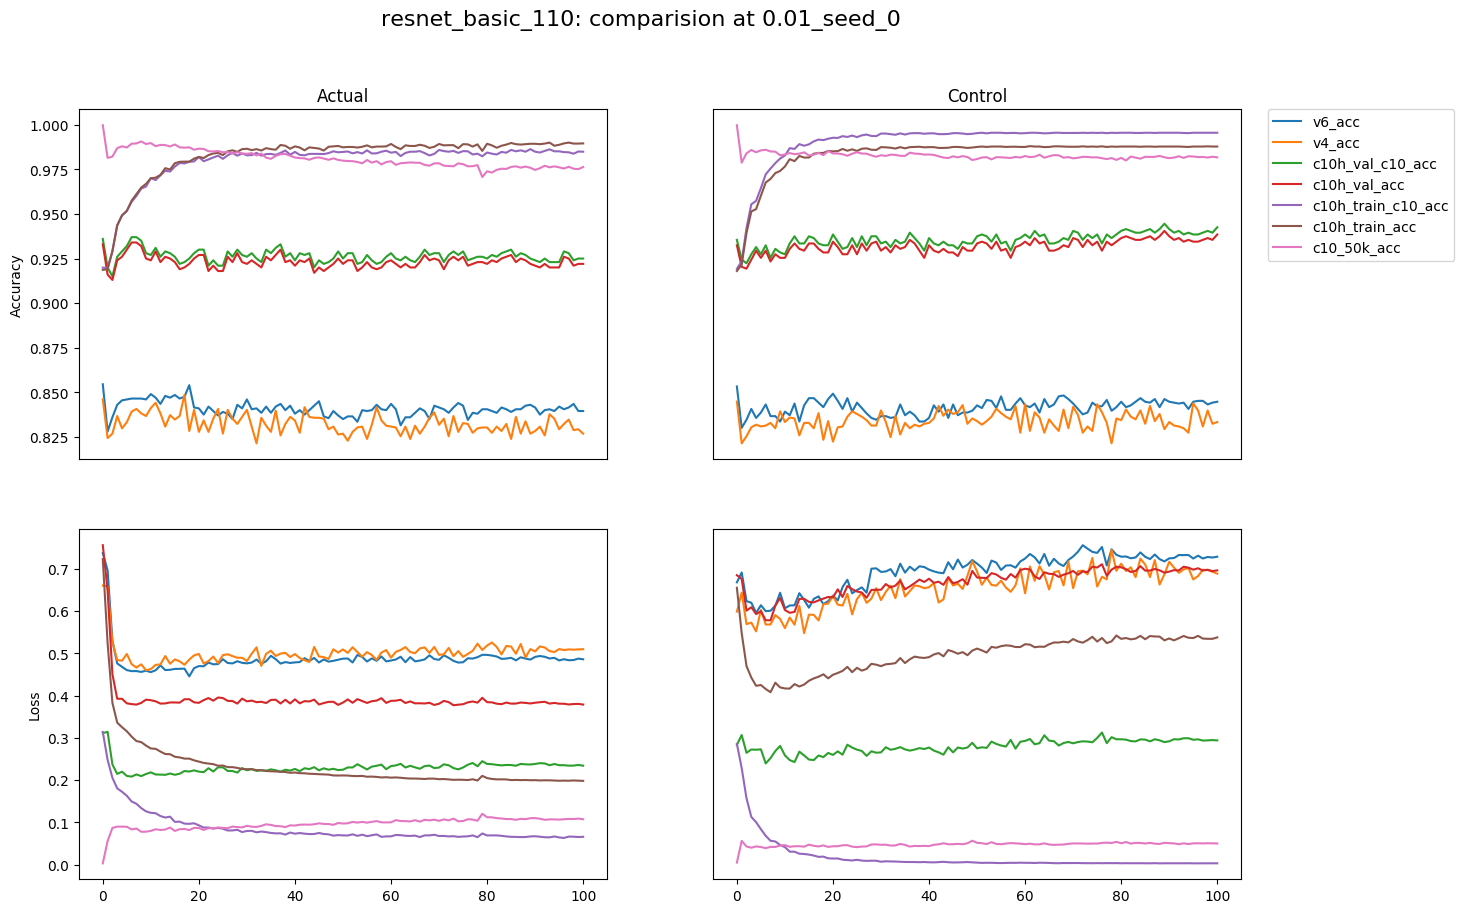 resnet_basic_110: comparision at 0.01_seed_0
Actual
Control
Accuracy
1.000
0.975
0.950
0.925
0.900
0.875
0.850
0.825
v6_acc
v4_acc
c10h_val_c10_acc
c10h_val_acc
c10h_train_c10_acc
c10h_train_acc
c10_50k_acc
Loss
0.7
0.6
0.5
0.4
0.3
0.2
0.1
0.0
0 20 40 60 80 100
0 20 40 60 80 100